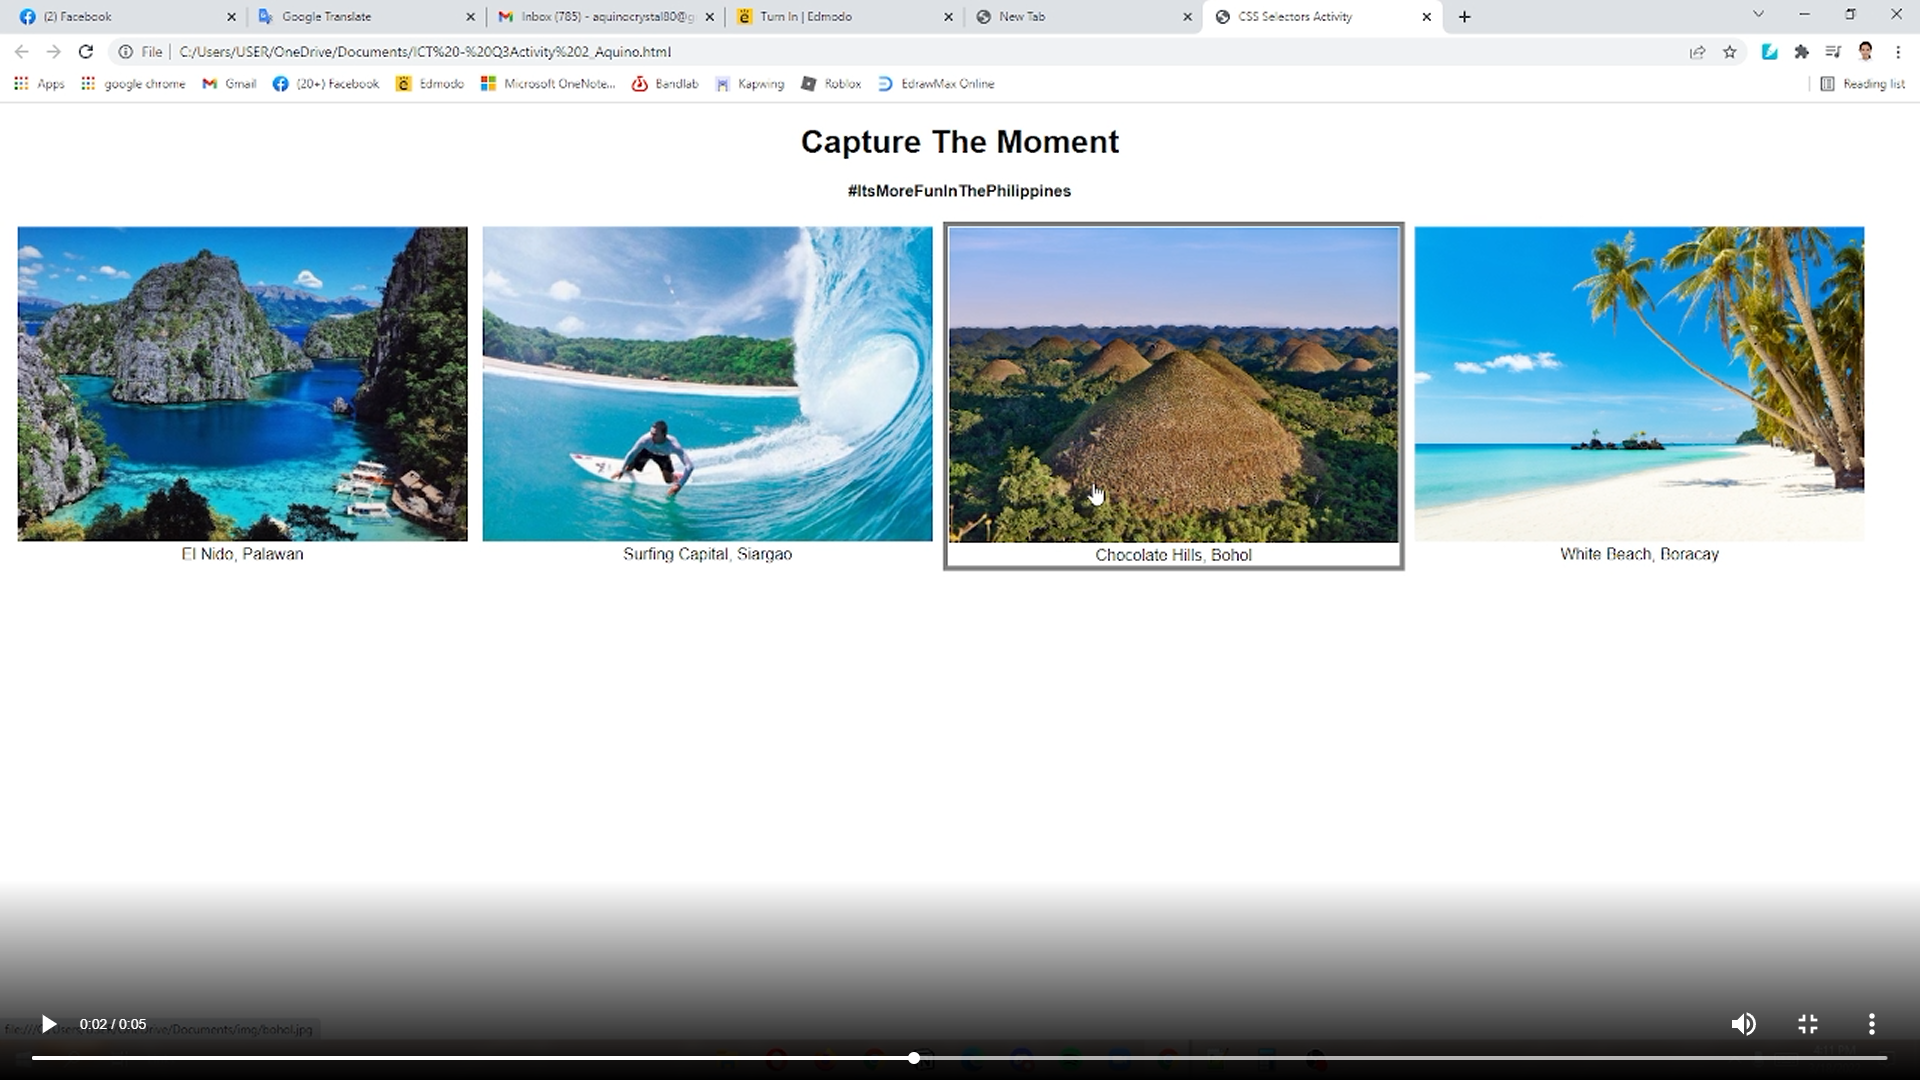 (2) Facebook
Google Translate
Inbox (785) - aquinocrystal80@g
Turn In | Edmodo
New Tab
CSS Selectors Activity
File | C:/Users/USER/OneDrive/Documents/ICT%20-%20Q3Activity%202_Aquino.html
Apps
google chrome
Gmail
(20+) Facebook
Edmodo
Microsoft OneNote...
Bandlab
Kapwing
Roblox
EdrawMax Online
Reading list
Capture The Moment
#ItsMoreFunInThePhilippines
El Nido, Palawan
Surfing Capital, Siargao
Chocolate Hills, Bohol
White Beach, Boracay
0:02 / 0:05
file:///C:/Users/USER/OneDrive/Documents/img/bohol.jpg